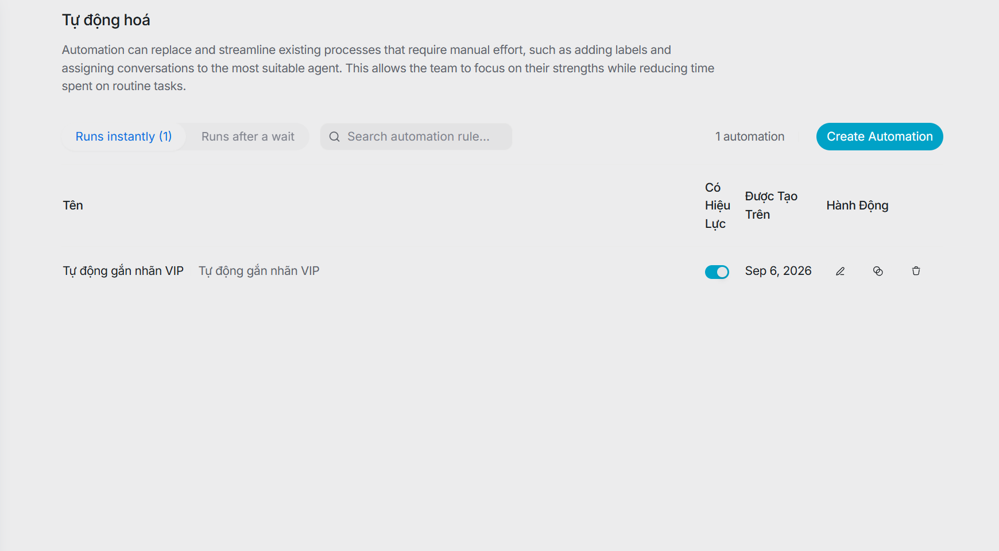 Tự động hoá
Automation can replace and streamline existing processes that require manual effort, such as adding labels and
assigning conversations to the most suitable agent. This allows the team to focus on their strengths while reducing time
spent on routine tasks.
Runs instantly (1)
Runs after a wait
Search automation rule...
1 automation
Create Automation
Tên
Có
Hiệu
Lực
Được Tạo
Trên
Hành Động
Tự động gắn nhãn VIP
Tự động gắn nhãn VIP
Sep 6, 2026